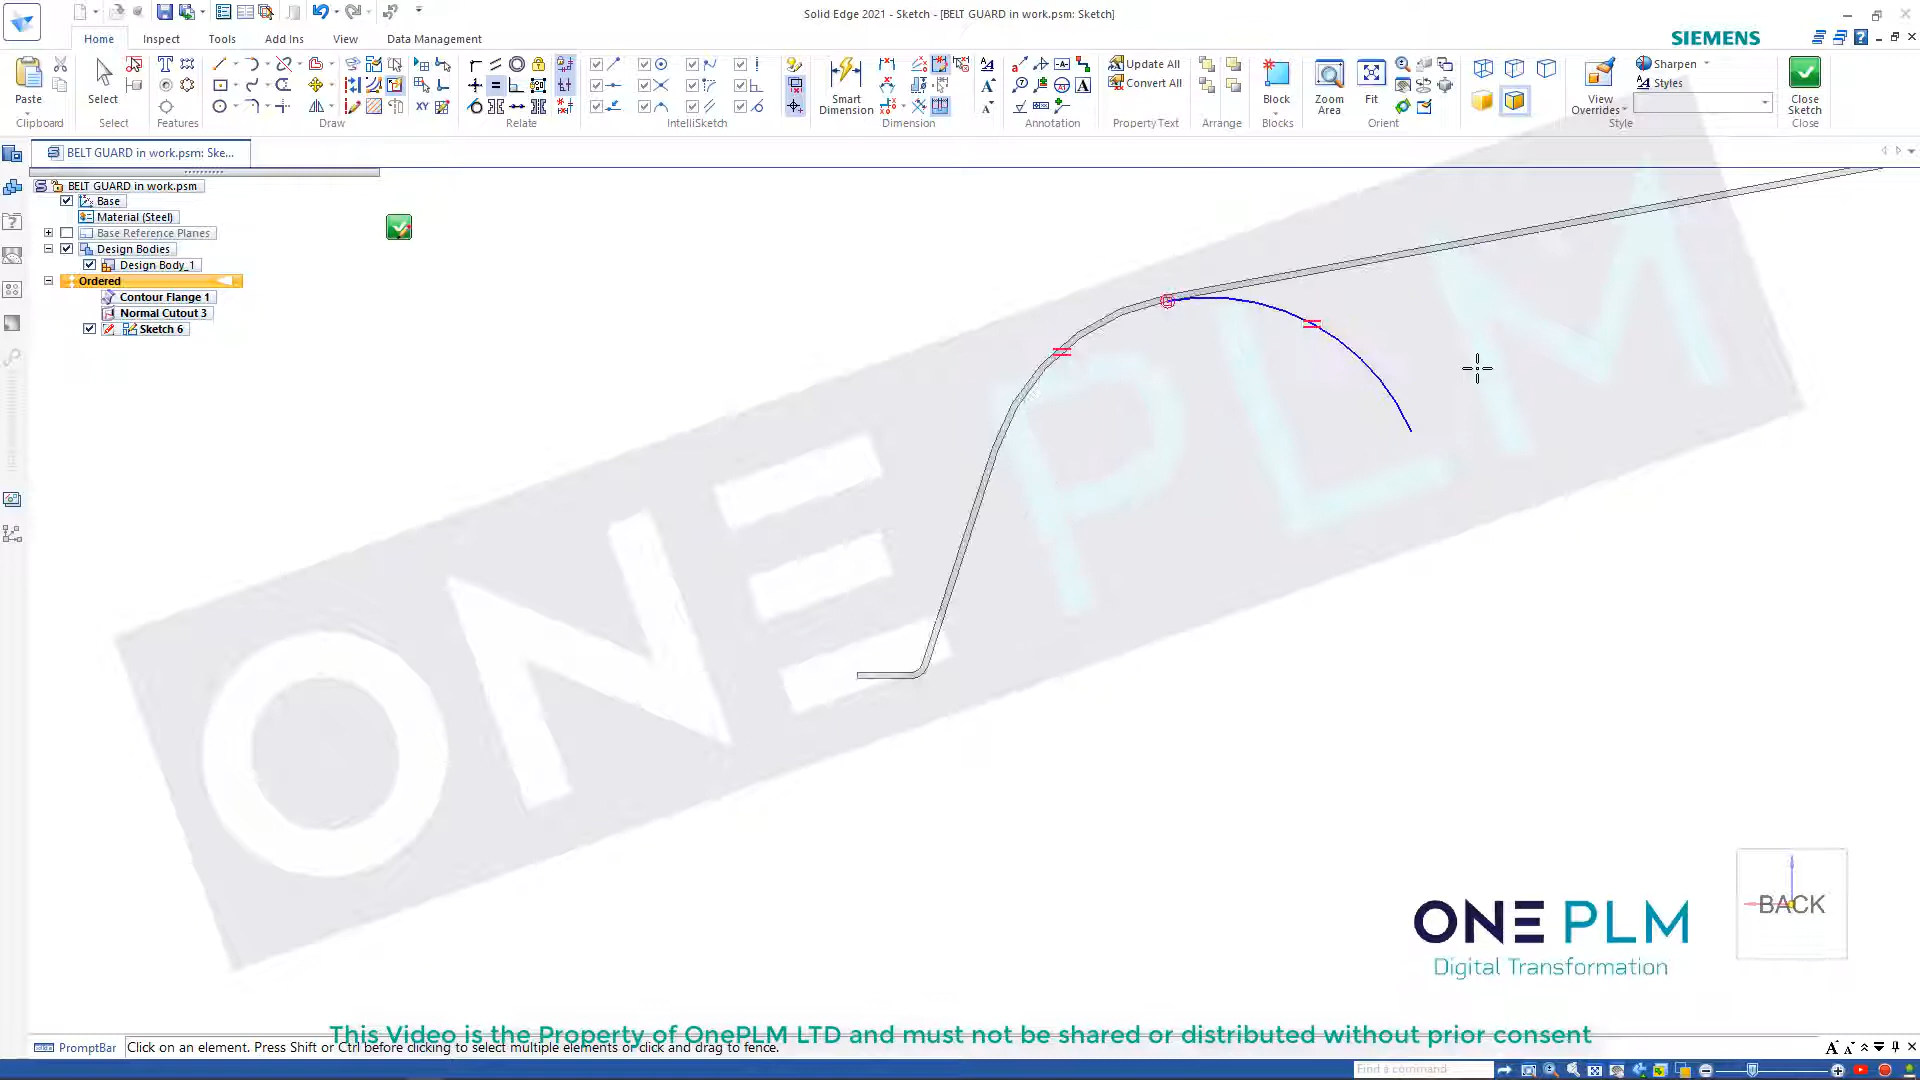 Solid Edge 2021 - Sketch - [BELT GUARD in work.psm: Sketch]
Home
Inspect
Tools
Add Ins
View
Data Management
SIEMENS
Paste
Clipboard
Select
Select
Features
Draw
Relate
IntelliSketch
Smart Dimension
Dimension
Annotation
Update All
Convert All
PropertyText
Arrange
Block
Blocks
Zoom Area
Fit
Orient
View Overrides
Sharpen
Styles
Style
Close Sketch
Close
BELT GUARD in work.psm: Ske...
BELT GUARD in work.psm
Base
Material (Steel)
Base Reference Planes
Design Bodies
Design Body_1
Ordered
Contour Flange 1
Normal Cutout 3
Sketch 6
ONE PLM
BACK
ONE PLM
Digital Transformation
This Video is the Property of OnePLM LTD and must not be shared or distributed without prior consent
PromptBar
Click on an element. Press Shift or Ctrl before clicking to select multiple elements or click and drag to fence.
Find a command